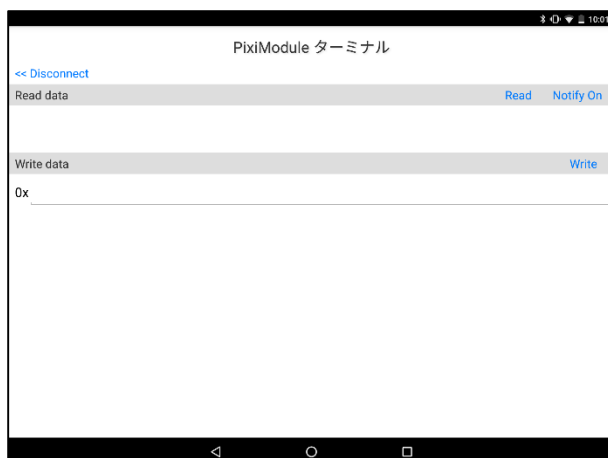 10:01
PixiModule ターミナル
<< Disconnect
Read data Read Notify On
Write data Write
0x